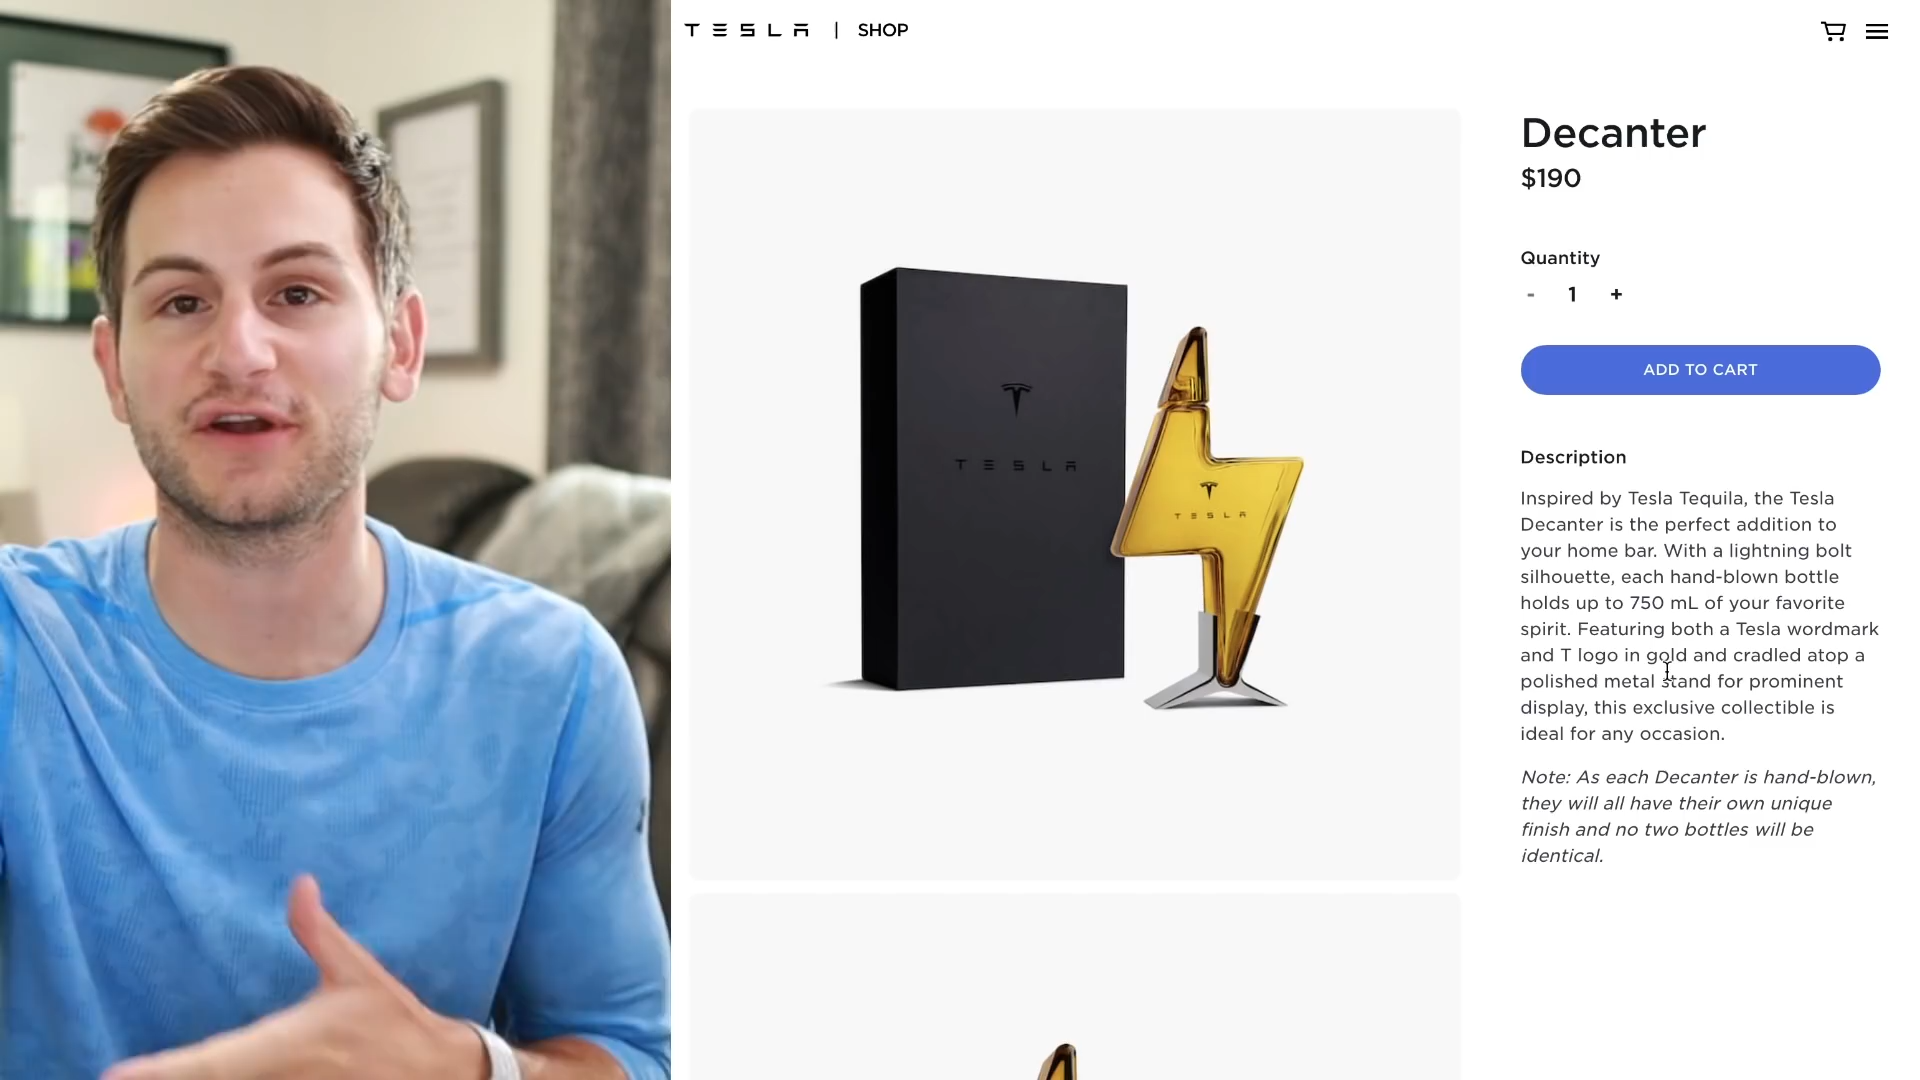 TESLA | SHOP
Decanter
$190
Quantity
- 1 +
ADD TO CART
Description
Inspired by Tesla Tequila, the Tesla
Decanter is the perfect addition to
your home bar. With a lightning bolt
silhouette, each hand-blown bottle
holds up to 750 mL of your favorite
spirit. Featuring both a Tesla wordmark
and T logo in gold and cradled atop a
polished metal stand for prominent
display, this exclusive collectible is
ideal for any occasion.
Note: As each Decanter is hand-blown,
they will all have their own unique
finish and no two bottles will be
identical.
TESLA
TESLA